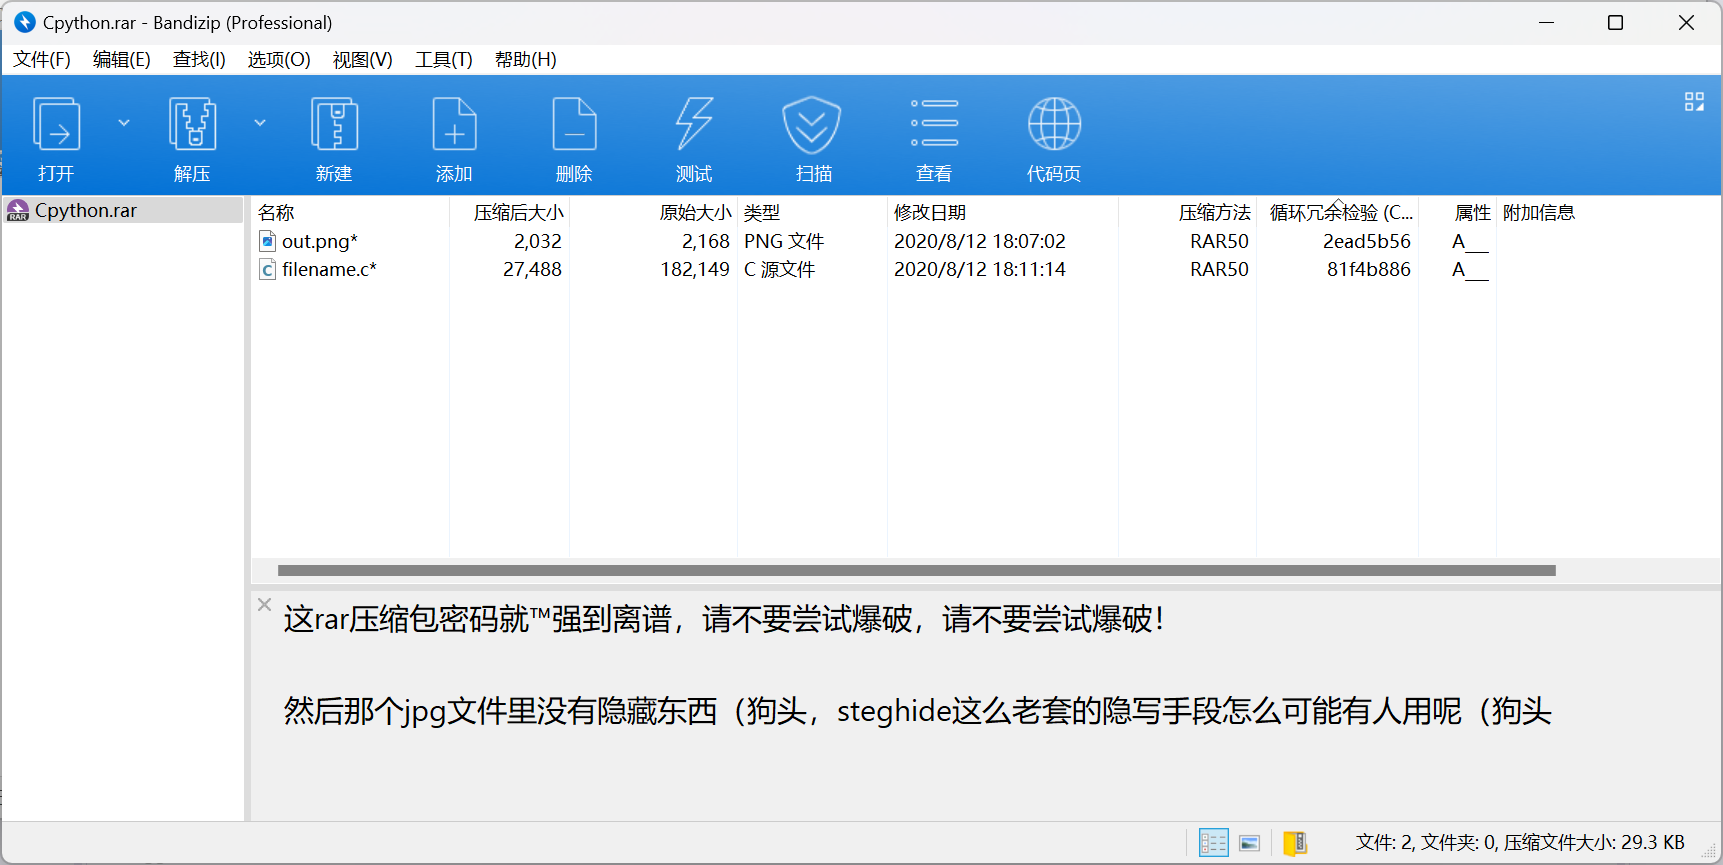 Cpython.rar - Bandizip (Professional)
文件(F) 编辑(E) 查找(I) 选项(O) 视图(V) 工具(T) 帮助(H)
打开 解压 新建 添加 删除 测试 扫描 查看 代码页
Cpython.rar
名称 压缩后大小 原始大小 类型 修改日期 压缩方法 循环冗余检验 (C... 属性 附加信息
out.png* 2,032 2,168 PNG 文件 2020/8/12 18:07:02 RAR50 2ead5b56 A__
filename.c* 27,488 182,149 C 源文件 2020/8/12 18:11:14 RAR50 81f4b886 A__
这rar压缩包密码就™强到离谱，请不要尝试爆破，请不要尝试爆破！
然后那个jpg文件里没有隐藏东西（狗头，steghide这么老套的隐写手段怎么可能有人用呢（狗头
文件: 2, 文件夹: 0, 压缩文件大小: 29.3 KB